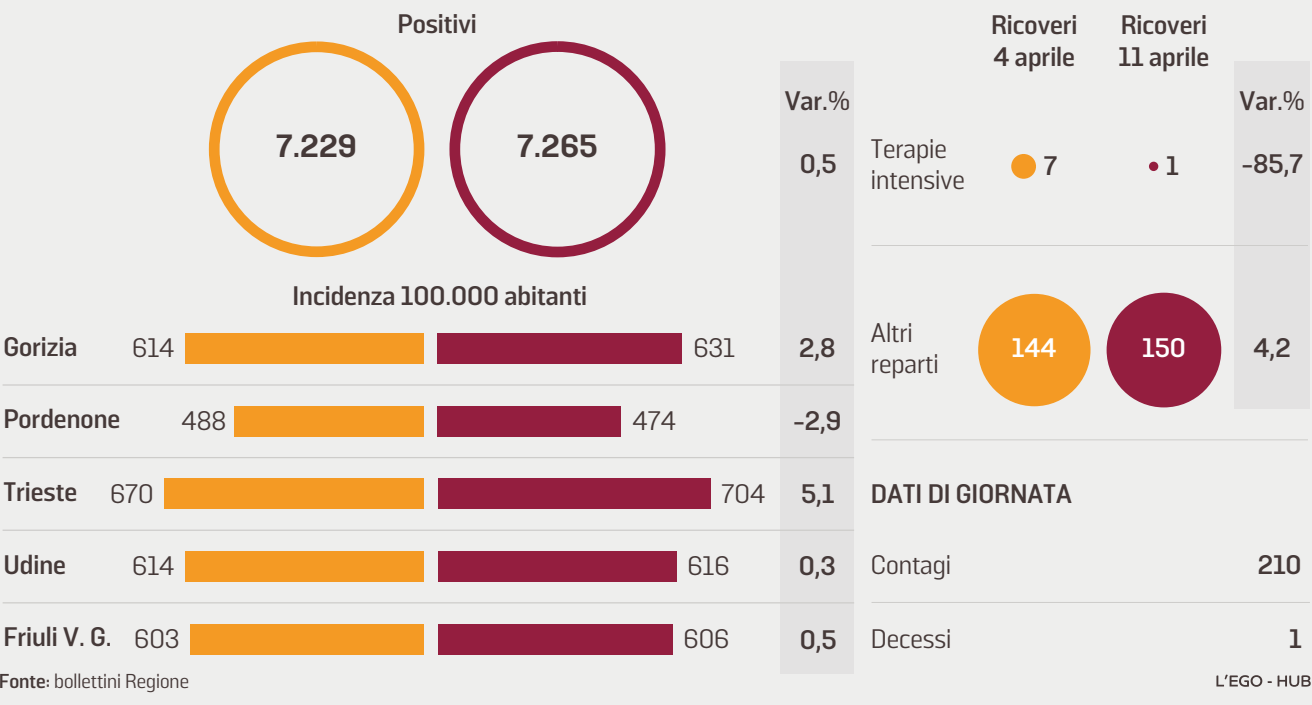 Positivi
7.229
7.265
Var.%
0,5
Incidenza 100.000 abitanti
Gorizia 614 631 2,8
Pordenone 488 474 -2,9
Trieste 670 704 5,1
Udine 614 616 0,3
Friuli V. G. 603 606 0,5
Fonte: bollettini Regione
Ricoveri
4 aprile
Ricoveri
11 aprile
Var.%
Terapie
intensive
7 1 -85,7
Altri
reparti
144 150 4,2
DATI DI GIORNATA
Contagi 210
Decessi 1
L'EGO - HUB